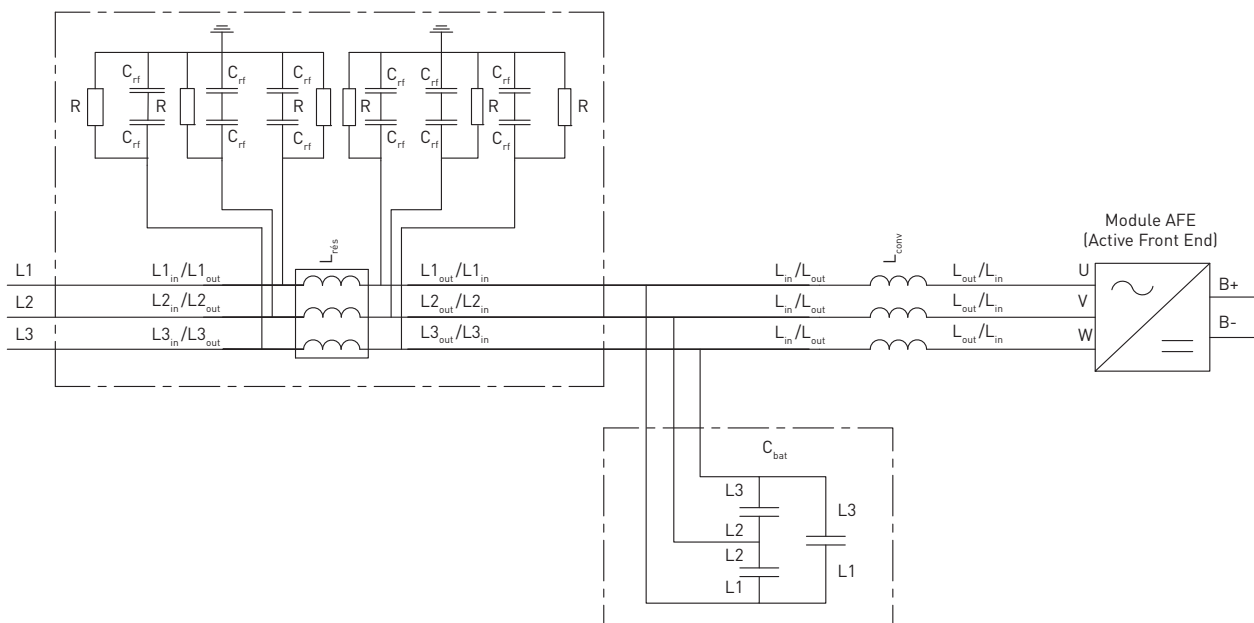 C_rf C_rf C_rf C_rf C_rf C_rf
R R R R R R
C_rf C_rf C_rf C_rf C_rf C_rf
L_rés
L_conv
Module AFE
(Active Front End)
L1 L1_in/L1_out L1_out/L1_in L_in/L_out L_out/L_in U
B+
L2 L2_in/L2_out L2_out/L2_in L_in/L_out L_out/L_in V
B-
L3 L3_in/L3_out L3_out/L3_in L_in/L_out L_out/L_in W
C_bat
L3
L3
L2
L2
L1
L1